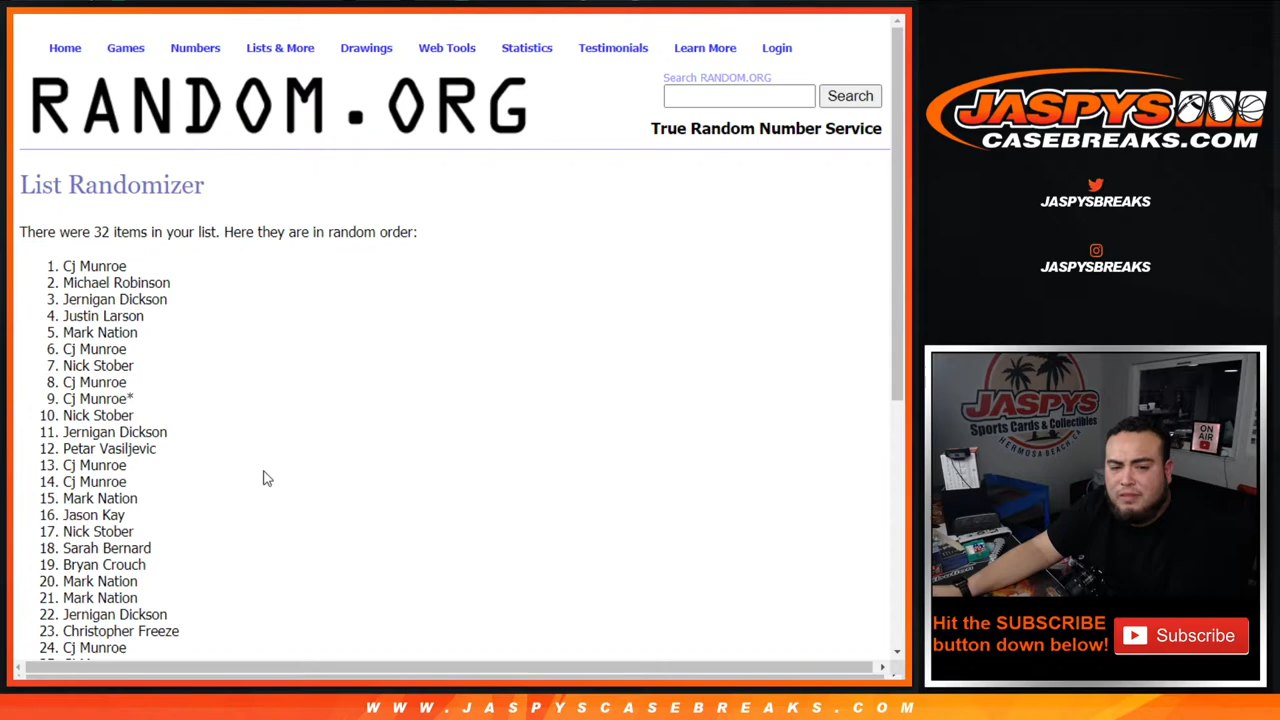 Home Games Numbers Lists & More Drawings Web Tools Statistics Testimonials Learn More Login
RANDOM.ORG
Search RANDOM.ORG
Search
True Random Number Service
List Randomizer
There were 32 items in your list. Here they are in random order:
1. Cj Munroe
2. Michael Robinson
3. Jernigan Dickson
4. Justin Larson
5. Mark Nation
6. Cj Munroe
7. Nick Stober
8. Cj Munroe
9. Cj Munroe*
10. Nick Stober
11. Jernigan Dickson
12. Petar Vasiljevic
13. Cj Munroe
14. Cj Munroe
15. Mark Nation
16. Jason Kay
17. Nick Stober
18. Sarah Bernard
19. Bryan Crouch
20. Mark Nation
21. Mark Nation
22. Jernigan Dickson
23. Christopher Freeze
24. Cj Munroe
JASPYS
CASEBREAKS.COM
JASPYSBREAKS
JASPYSBREAKS
JASPYS
Sports Cards & Collectibles
HERMOSA BEACH, CA
ON
AIR
Hit the SUBSCRIBE
button down below!
Subscribe
WWW.JASPYSCASEBREAKS.COM